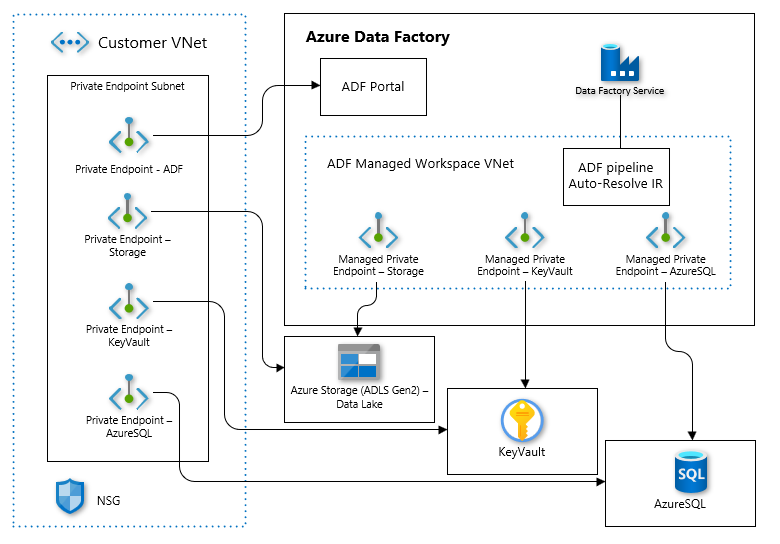 Customer VNet
Private Endpoint Subnet
Private Endpoint - ADF
Private Endpoint –
Storage
Private Endpoint –
KeyVault
Private Endpoint –
AzureSQL
NSG
Azure Data Factory
ADF Portal
Data Factory Service
ADF Managed Workspace VNet
ADF pipeline
Auto-Resolve IR
Managed Private
Endpoint – Storage
Managed Private
Endpoint – KeyVault
Managed Private
Endpoint – AzureSQL
Azure Storage (ADLS Gen2) –
Data Lake
KeyVault
SQL
AzureSQL